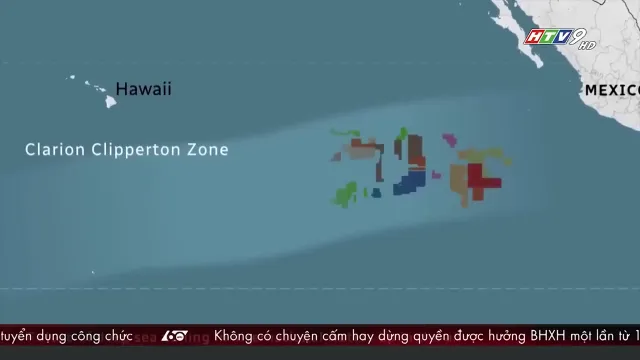 HTV9 HD
Hawaii
MEXICO
Clarion Clipperton Zone
tuyển dụng công chức 60 Không có chuyện cấm hay dừng quyền được hưởng BHXH một lần từ 1